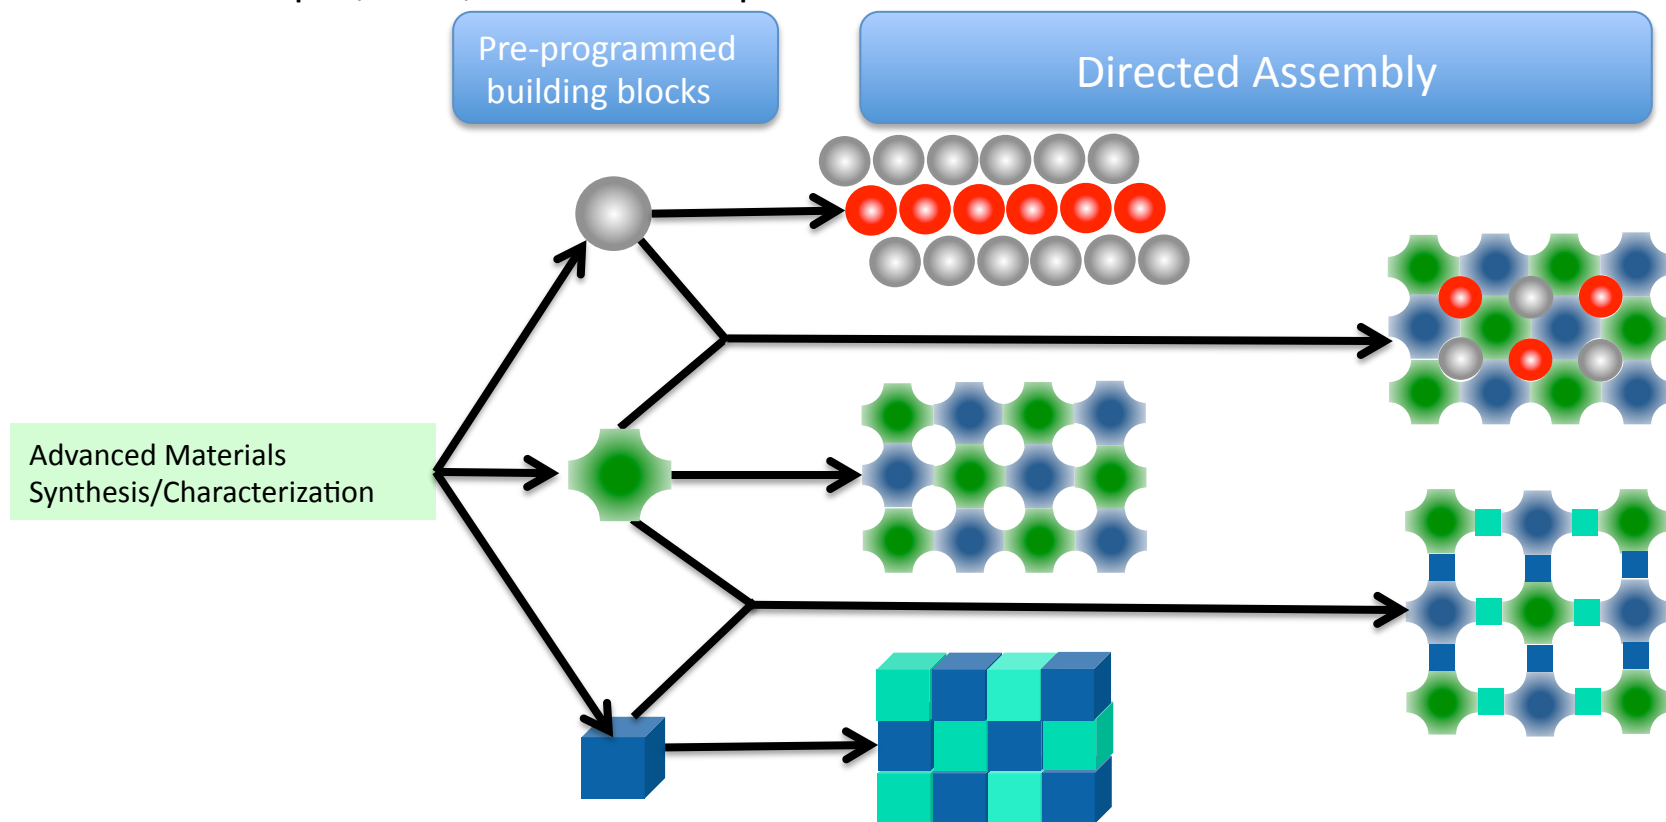 Pre-programmed
building blocks
Directed Assembly
Advanced Materials
Synthesis/Characterization